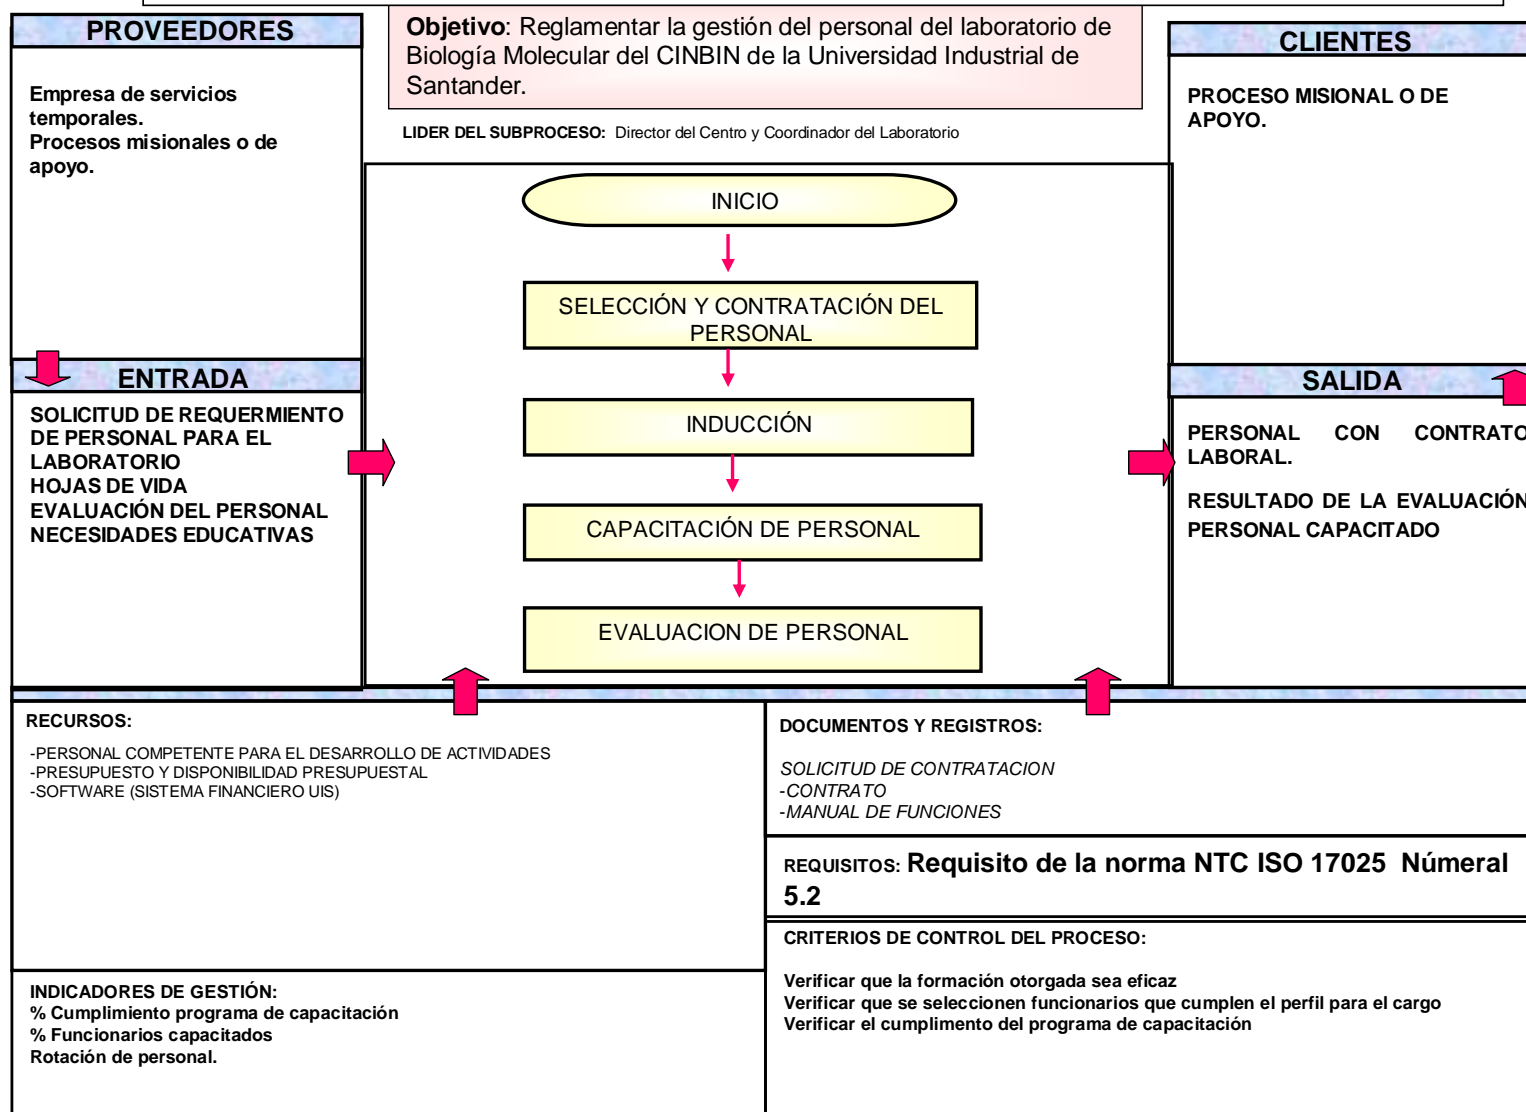 PROVEEDORES
Empresa de servicios
temporales.
Procesos misionales o de
apoyo.
Objetivo: Reglamentar la gestión del personal del laboratorio de
Biología Molecular del CINBIN de la Universidad Industrial de
Santander.
LIDER DEL SUBPROCESO: Director del Centro y Coordinador del Laboratorio
CLIENTES
PROCESO MISIONAL O DE
APOYO.
ENTRADA
SOLICITUD DE REQUERMIENTO
DE PERSONAL PARA EL
LABORATORIO
HOJAS DE VIDA
EVALUACIÓN DEL PERSONAL
NECESIDADES EDUCATIVAS
INICIO
SELECCIÓN Y CONTRATACIÓN DEL
PERSONAL
INDUCCIÓN
CAPACITACIÓN DE PERSONAL
EVALUACION DE PERSONAL
SALIDA
PERSONAL CON CONTRATO
LABORAL.
RESULTADO DE LA EVALUACIÓN
PERSONAL CAPACITADO
RECURSOS:
-PERSONAL COMPETENTE PARA EL DESARROLLO DE ACTIVIDADES
-PRESUPUESTO Y DISPONIBILIDAD PRESUPUESTAL
-SOFTWARE (SISTEMA FINANCIERO UIS)
DOCUMENTOS Y REGISTROS:
SOLICITUD DE CONTRATACION
-CONTRATO
-MANUAL DE FUNCIONES
REQUISITOS: Requisito de la norma NTC ISO 17025 Númeral
5.2
CRITERIOS DE CONTROL DEL PROCESO:
Verificar que la formación otorgada sea eficaz
Verificar que se seleccionen funcionarios que cumplen el perfil para el cargo
Verificar el cumplimento del programa de capacitación
INDICADORES DE GESTIÓN:
% Cumplimiento programa de capacitación
% Funcionarios capacitados
Rotación de personal.